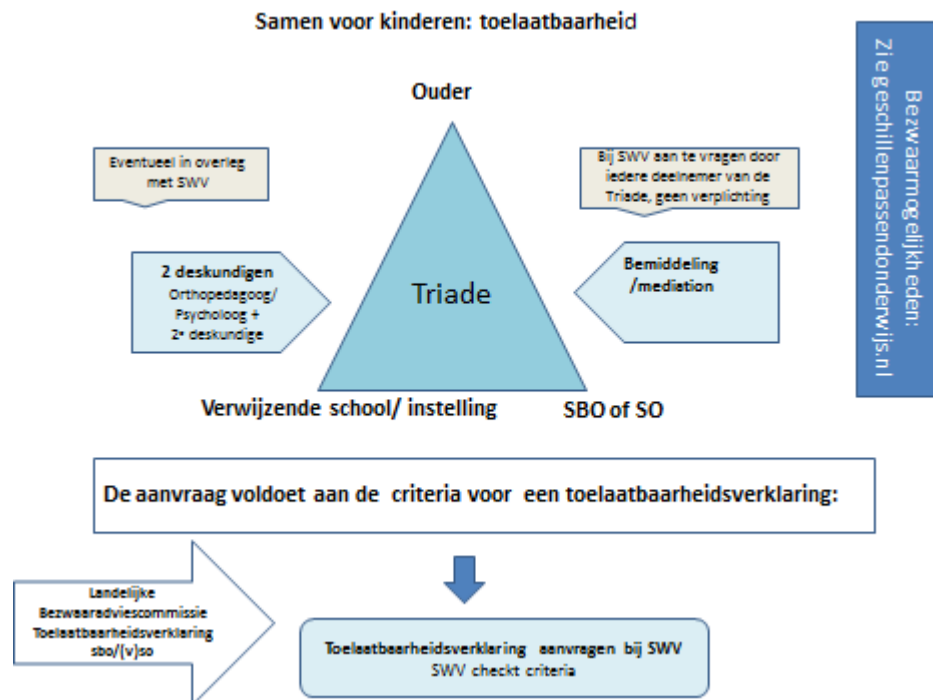 Samen voor kinderen: toelaatbaarheid
Ouder
Eventueel in overleg
met SWV
Bij SWV aan te vragen door
iedere deelnemer van de
Triade, geen verplichting
2 deskundigen
Orthopedagoog/
Psycholoog +
2e deskundige
Triade
Bemiddeling
/mediation
Verwijzende school/ instelling
SBO of SO
Bezwaarmogelijkheden:
Zie geschillenpassendonderwijs.nl
De aanvraag voldoet aan de criteria voor een toelaatbaarheidsverklaring:
Landelijke
Bezwaaradviescommissie
Toelaatbaarheidsverklaring
sbo/(v)so
Toelaatbaarheidsverklaring aanvragen bij SWV
SWV checkt criteria